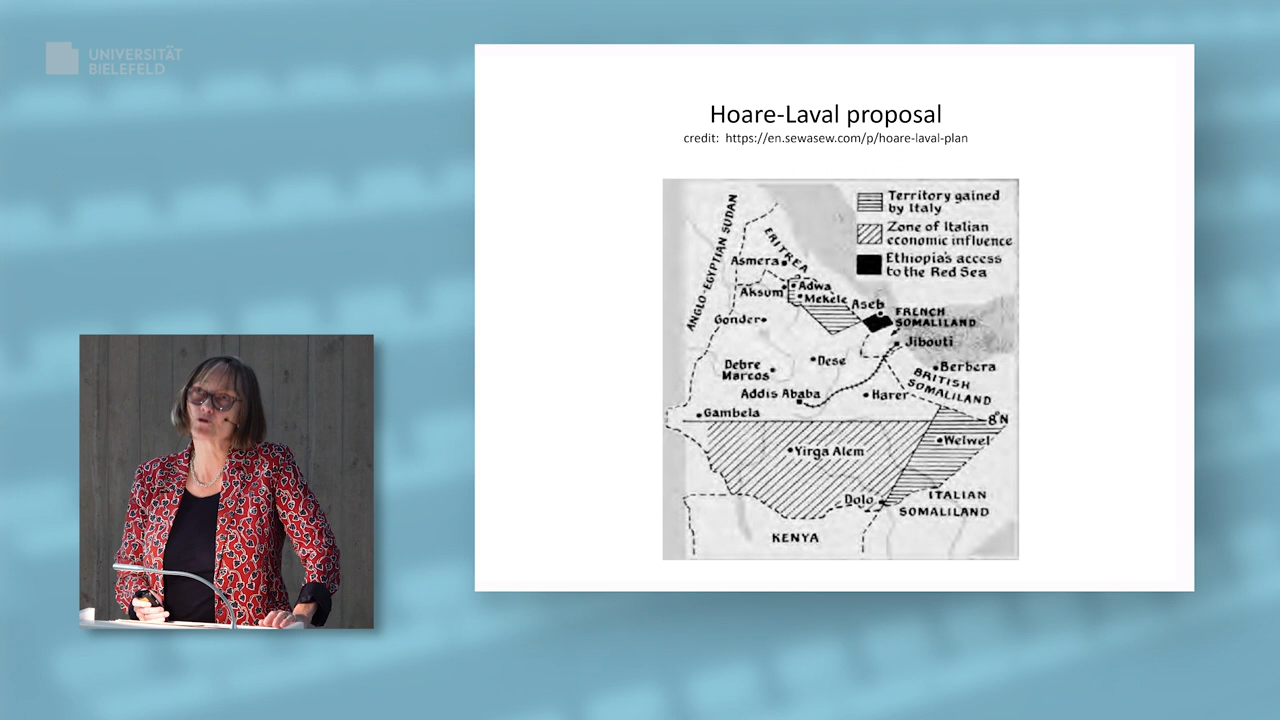 UNIVERSITÄT
BIELEFELD
Hoare-Laval proposal
credit: https://en.sewasew.com/p/hoare-laval-plan
Territory gained
by Italy
Zone of Italian
economic influence
Ethiopia's access
to the Red Sea
ANGLO-EGYPTIAN SUDAN
ERITREA
Asmera
Aksum
Adwa
Mekele
Aseb
Gonder
FRENCH
SOMALILAND
Jibouti
Debre
Marcos
Dese
Berbera
BRITISH
SOMALILAND
Addis Ababa
Harer
Gambela
8°N
Welwel
Yirga Alem
Dolo
ITALIAN
SOMALILAND
KENYA